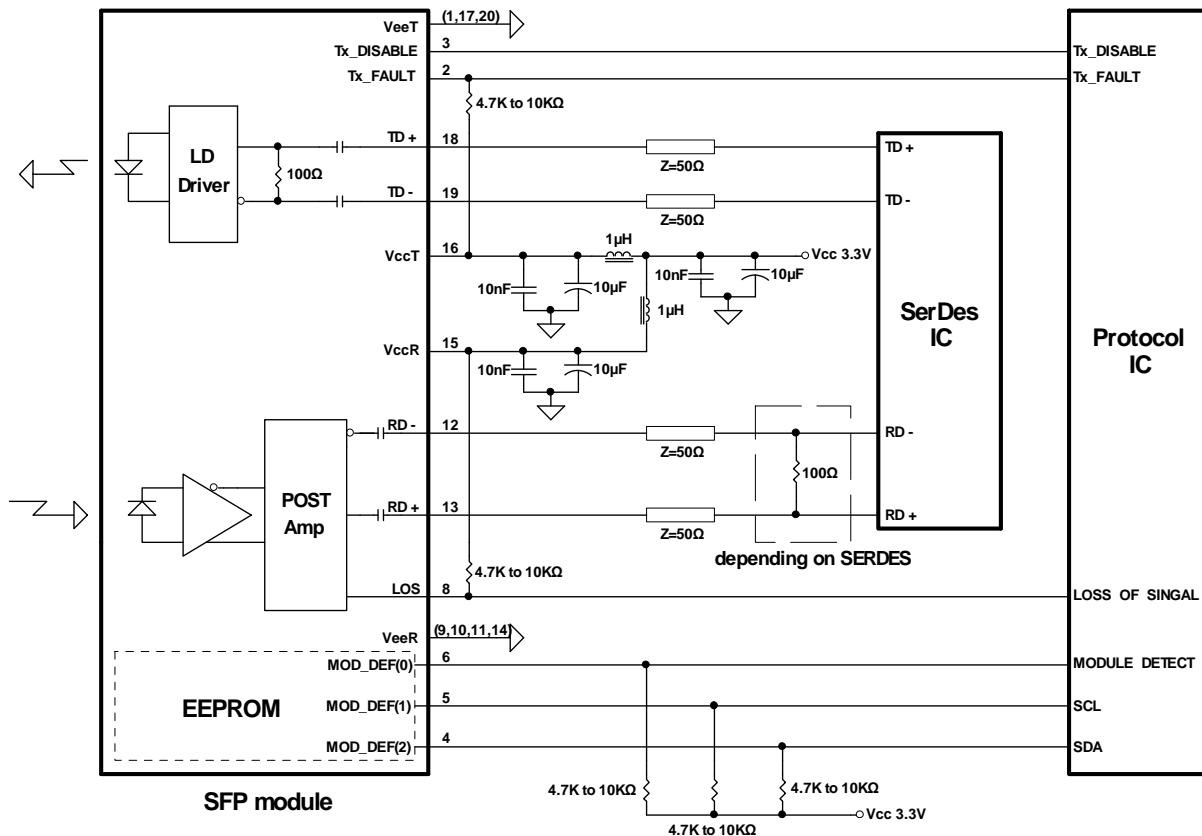 VeeT (1,17,20)
Tx_DISABLE 3 Tx_DISABLE
Tx_FAULT 2 Tx_FAULT
4.7K to 10KΩ
LD
Driver
100Ω
TD + 18 Z=50Ω TD +
TD - 19 Z=50Ω TD -
VccT 16 1µH Vcc 3.3V
10nF 10µF 10nF 10µF
1µH
VccR 15
10nF 10µF
SerDes
IC
Protocol
IC
RD - 12 Z=50Ω RD -
100Ω
POST
Amp
RD + 13 Z=50Ω RD +
depending on SERDES
4.7K to 10KΩ
LOS 8 LOSS OF SINGAL
VeeR (9,10,11,14)
MOD_DEF(0) 6 MODULE DETECT
EEPROM MOD_DEF(1) 5 SCL
MOD_DEF(2) 4 SDA
4.7K to 10KΩ 4.7K to 10KΩ
Vcc 3.3V
4.7K to 10KΩ
SFP module